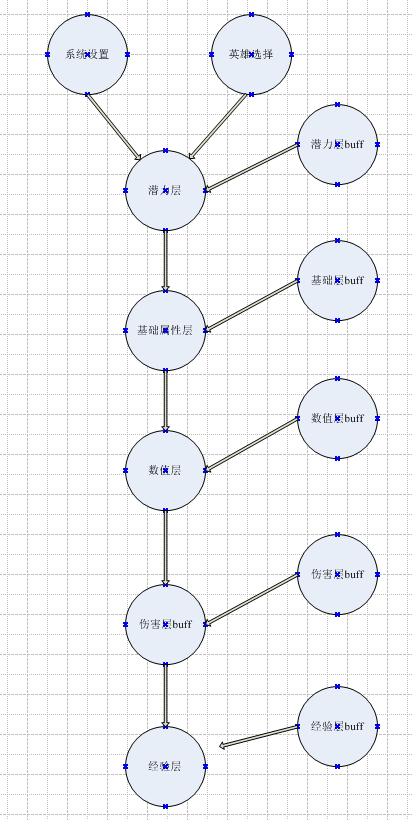 系统设置
英雄选择
潜力层buff
潜力层
基础层buff
基础属性层
数值层buff
数值层
伤害层buff
伤害层buff
经验层buff
经验层